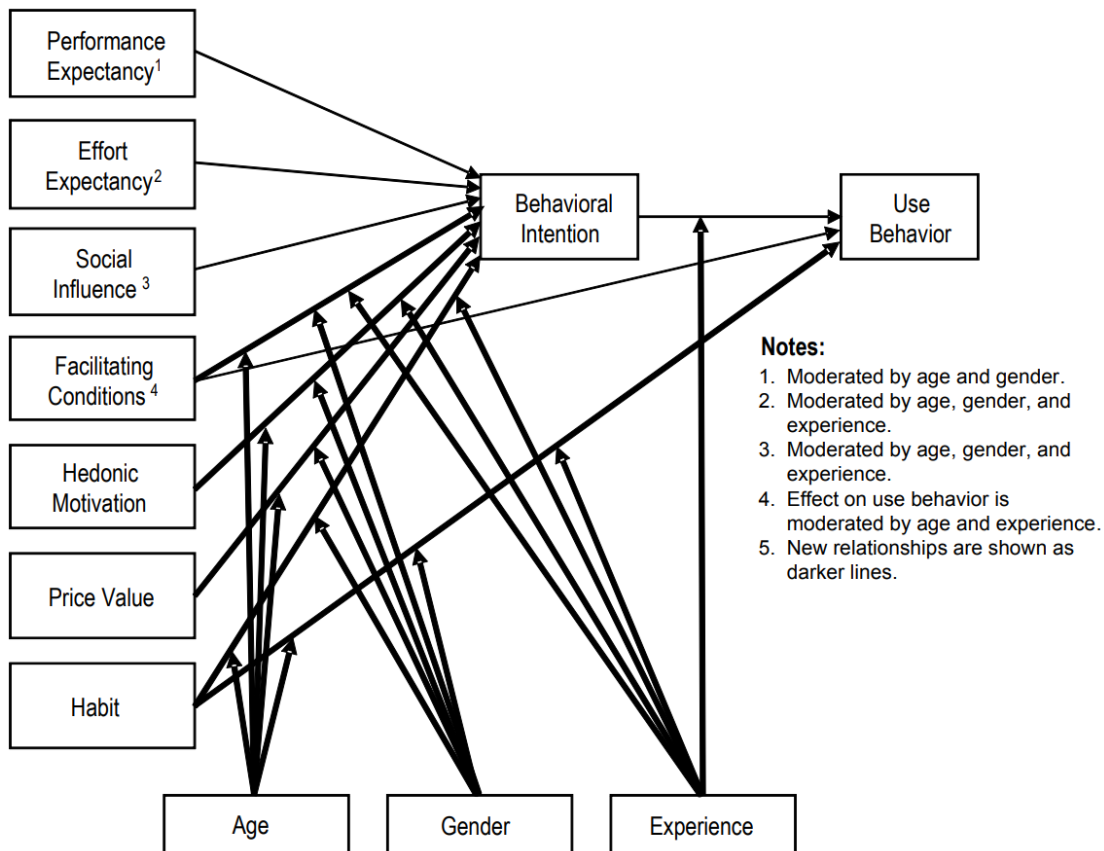 Performance
Expectancy1
Effort
Expectancy2
Social
Influence 3
Facilitating
Conditions 4
Hedonic
Motivation
Price Value
Habit
Behavioral
Intention
Use
Behavior
Notes:
1. Moderated by age and gender.
2. Moderated by age, gender, and
experience.
3. Moderated by age, gender, and
experience.
4. Effect on use behavior is
moderated by age and experience.
5. New relationships are shown as
darker lines.
Age
Gender
Experience